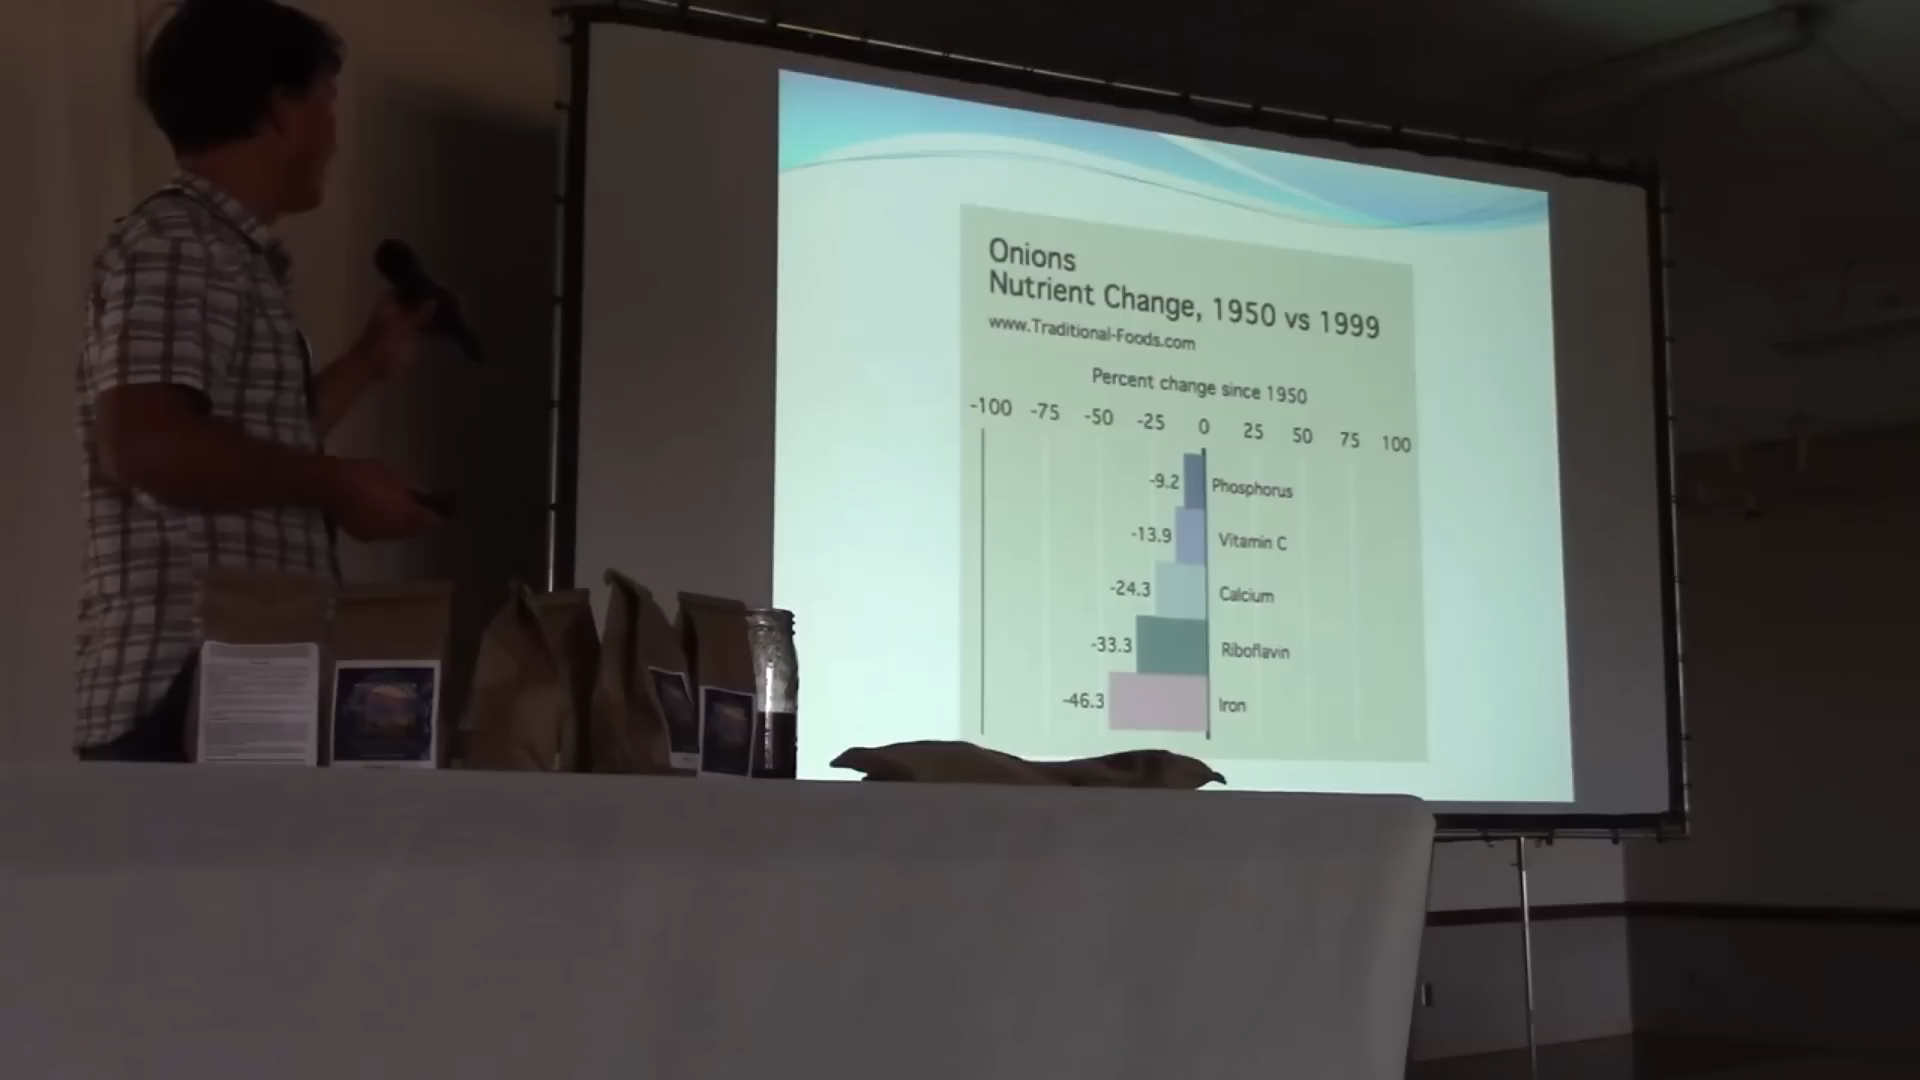 Onions
Nutrient Change, 1950 vs 1999
www.Traditional-Foods.com
Percent change since 1950
-100 -75 -50 -25 0 25 50 75 100
-9.2 Phosphorus
-13.9 Vitamin C
-24.3 Calcium
-33.3 Riboflavin
-46.3 Iron